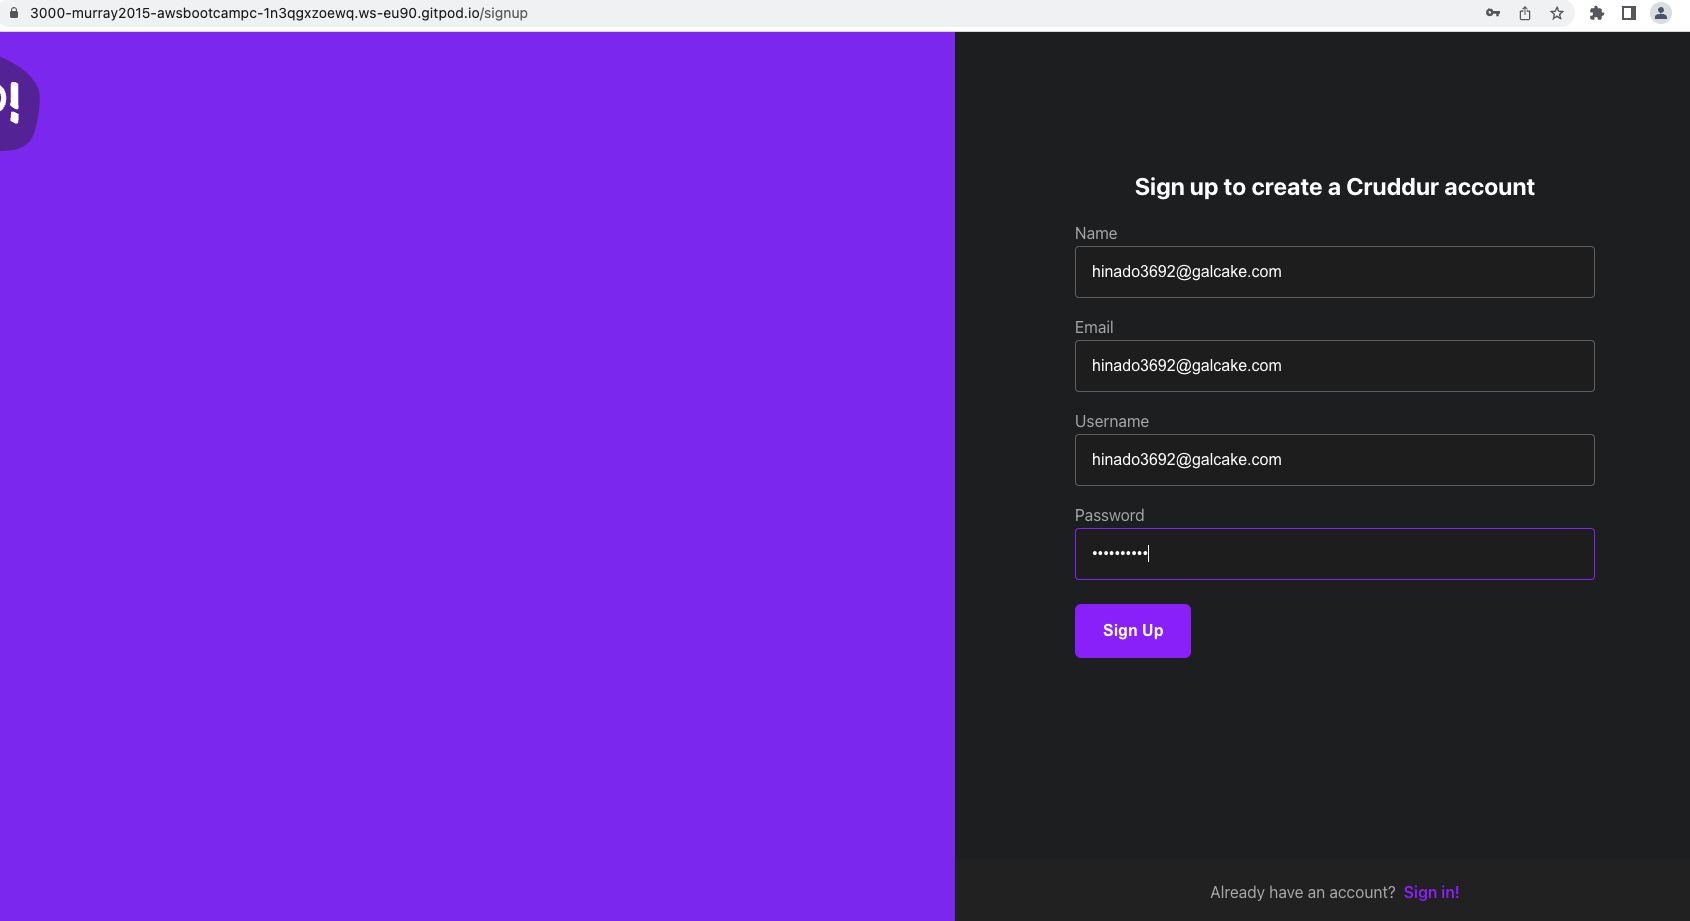 3000-murray2015-awsbootcampc-1n3qgxzoewq.ws-eu90.gitpod.io/signup
!
Sign up to create a Cruddur account
Name
hinado3692@galcake.com
Email
hinado3692@galcake.com
Username
hinado3692@galcake.com
Password
••••••••••
Sign Up
Already have an account? Sign in!